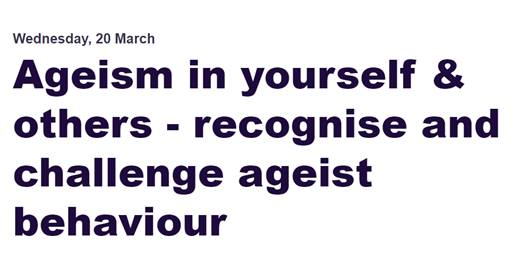 Wednesday, 20 March
Ageism in yourself &
others - recognise and
challenge ageist
behaviour